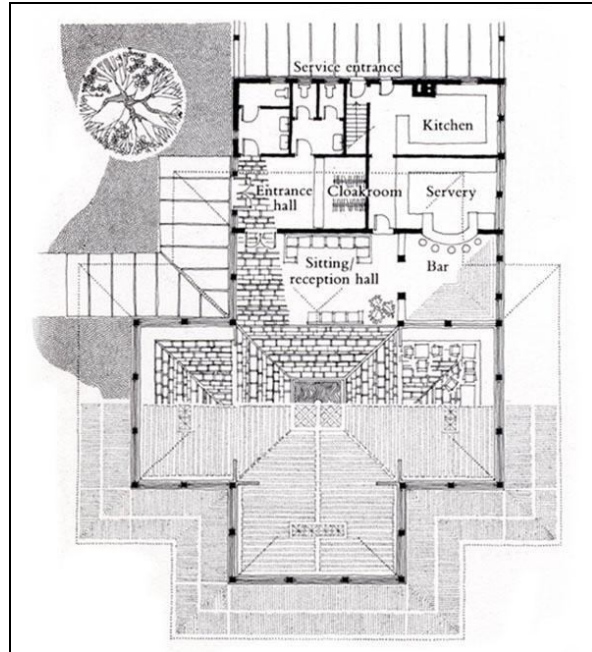 Service entrance
Kitchen
Entrance
hall
Cloakroom
Servery
Sitting/
reception hall
Bar